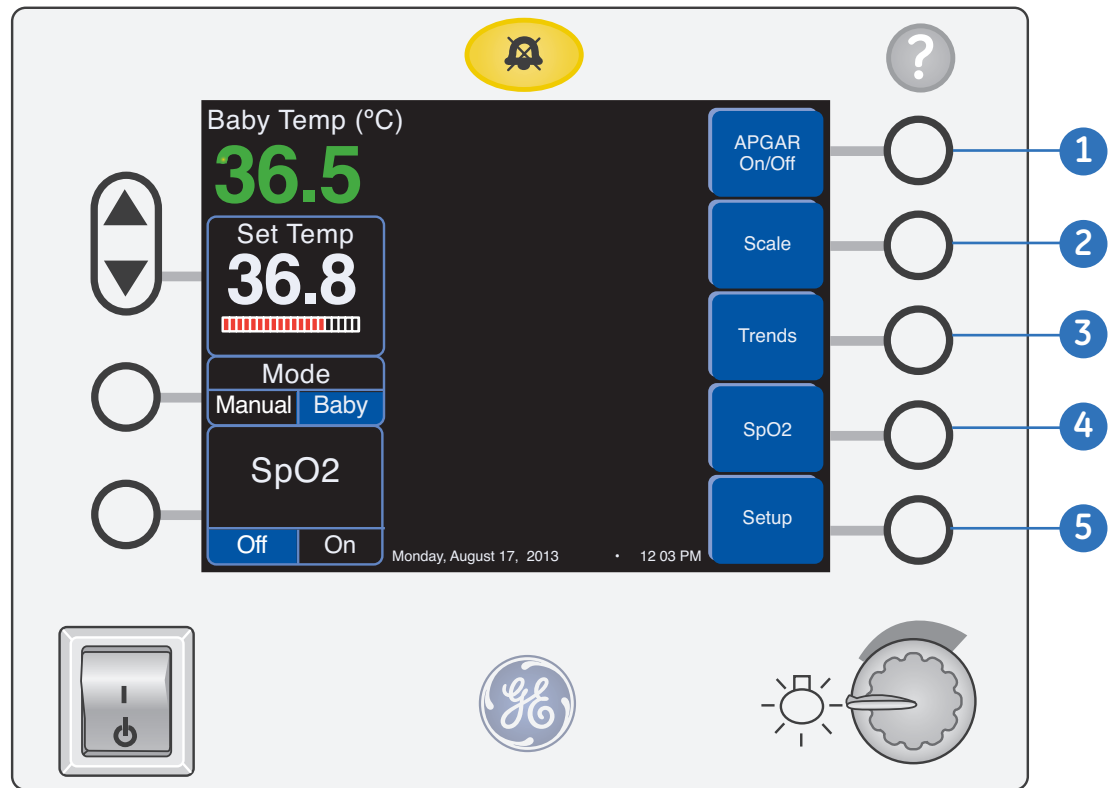 ?
Baby Temp (ºC)
36.5
Set Temp
36.8
Mode
Manual Baby
SpO2
Off On
Monday, August 17, 2013 • 12 03 PM
APGAR
On/Off
Scale
Trends
SpO2
Setup
1
2
3
4
5
GE